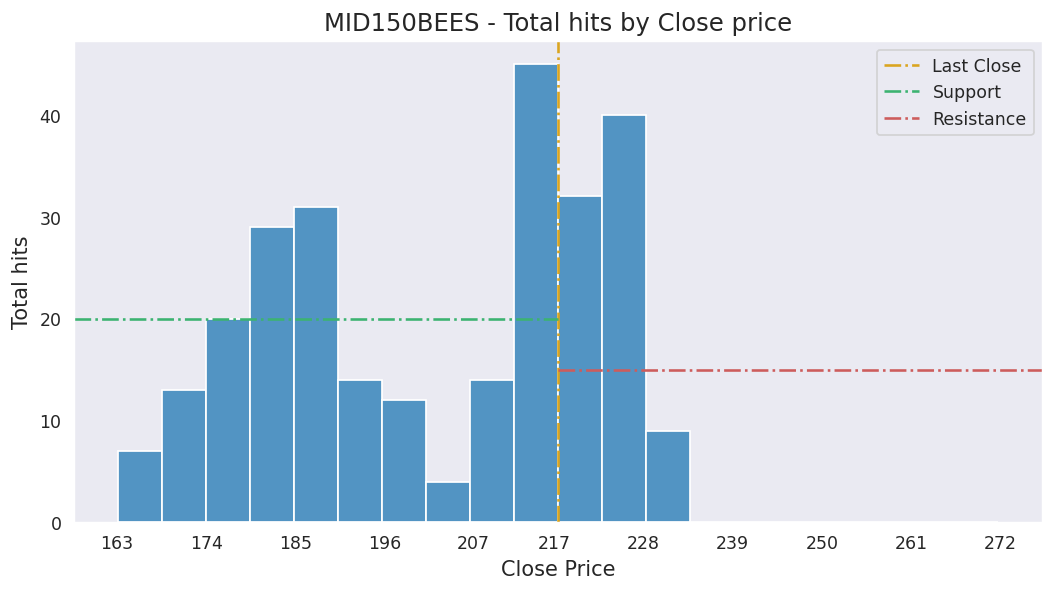 MID150BEES - Total hits by Close price
Last Close
Support
Resistance
Total hits
40
30
20
10
0
163 174 185 196 207 217 228 239 250 261 272
Close Price